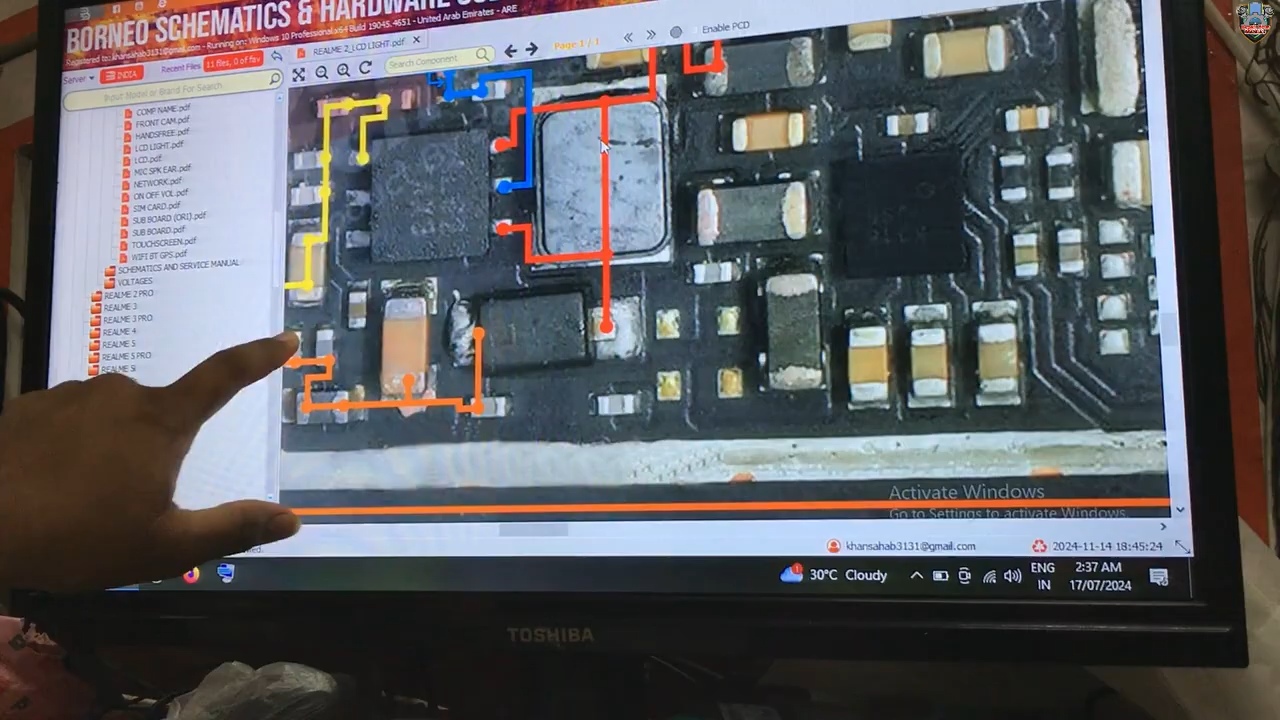 BORNEO SCHEMATICS & HARDWARE
Registered to: khansahab3131@gmail.com - Running on: Windows 10 Professional x64 Build 19045.4651 - United Arab Emirates - ARE
Server
INDIA
Recent Files
11 files, 0 of fav
REALME 2_LCD LIGHT.pdf
Input Model or Brand For Search
Search Component
Page 1 / 1
Enable PCD
COMP NAME.pdf
FRONT CAM.pdf
HANDSFREE.pdf
LCD LIGHT.pdf
LCD.pdf
MIC SPK EAR.pdf
NETWORK.pdf
ON OFF VOL.pdf
SIM CARD.pdf
SUB BOARD (ORI).pdf
SUB BOARD.pdf
TOUCHSCREEN.pdf
WIFI BT GPS.pdf
SCHEMATICS AND SERVICE MANUAL
VOLTAGES
REALME 2 PRO
REALME 3
REALME 3 PRO
REALME 4
REALME 5
REALME 5 PRO
REALME 5i
Activate Windows
Go to Settings to activate Windows.
khansahab3131@gmail.com
2024-11-14 18:45:24
1
30°C Cloudy
ENG
IN
2:37 AM
17/07/2024
TOSHIBA